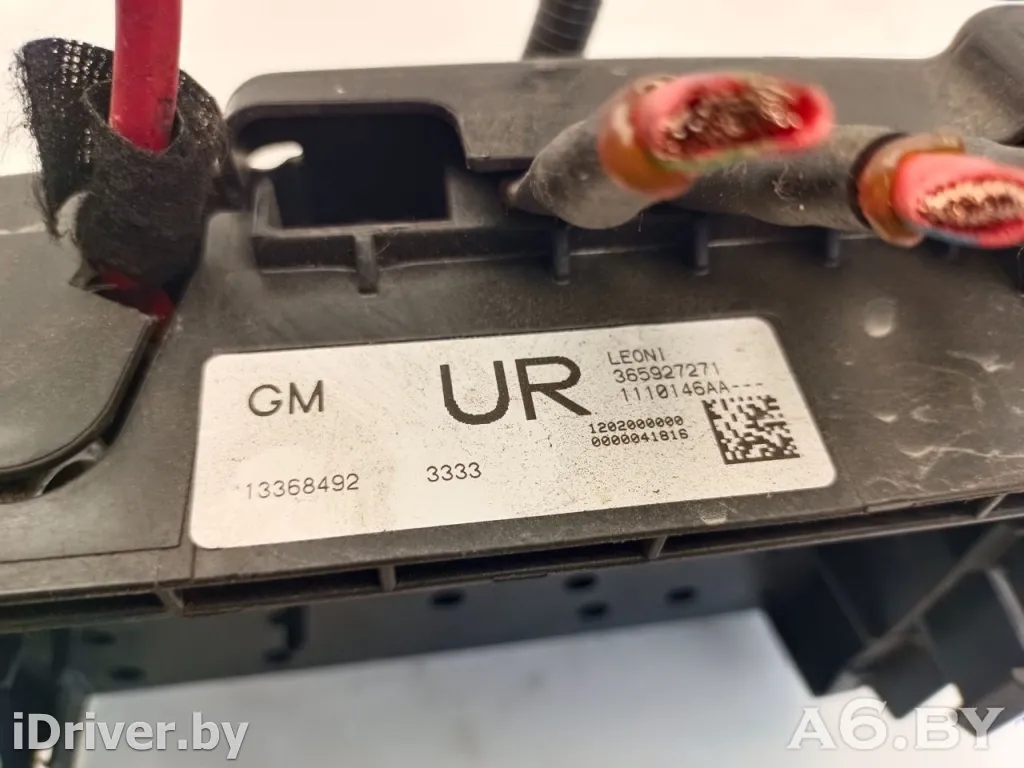 GM
UR
LEONI
365927271
1110146AA---
1202000000
0000041816
13368492
3333
iDriver.by
A6.BY